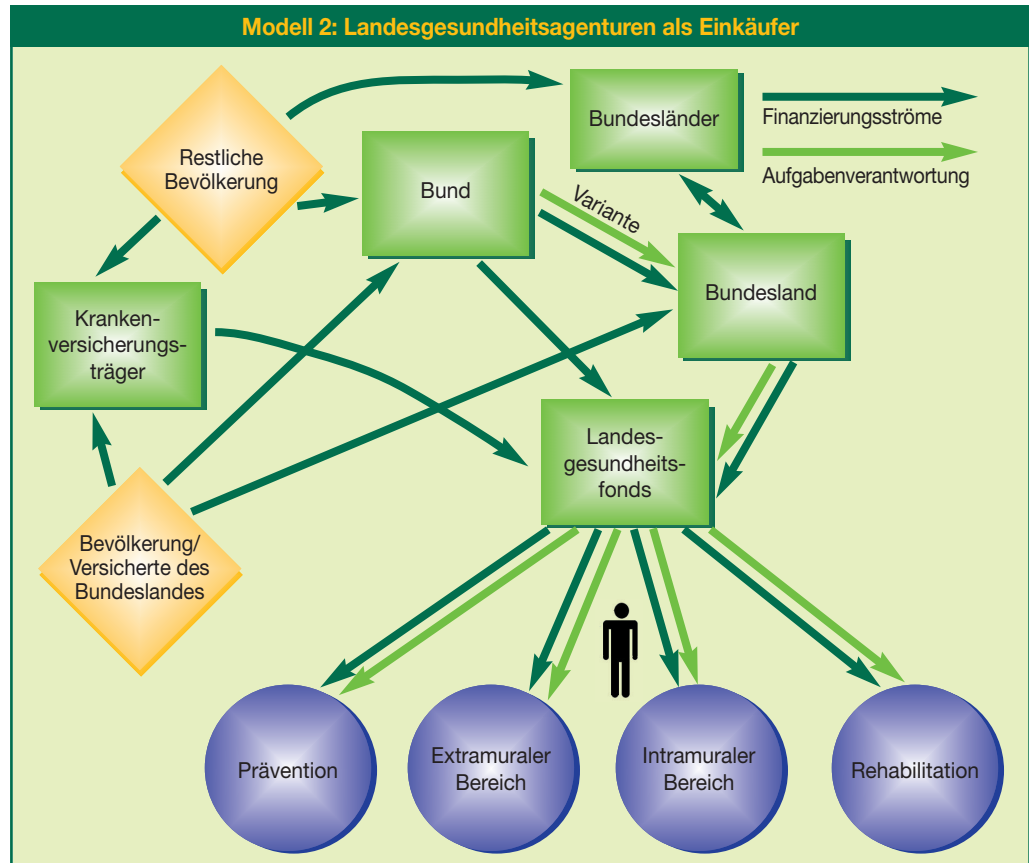 Modell 2: Landesgesundheitsagenturen als Einkäufer
Bundesländer
Finanzierungsströme
Aufgabenverantwortung
Restliche
Bevölkerung
Bund
Variante
Bundesland
Kranken-
versicherungs-
träger
Landes-
gesundheits-
fonds
Bevölkerung/
Versicherte des
Bundeslandes
Prävention
Extramuraler
Bereich
Intramuraler
Bereich
Rehabilitation